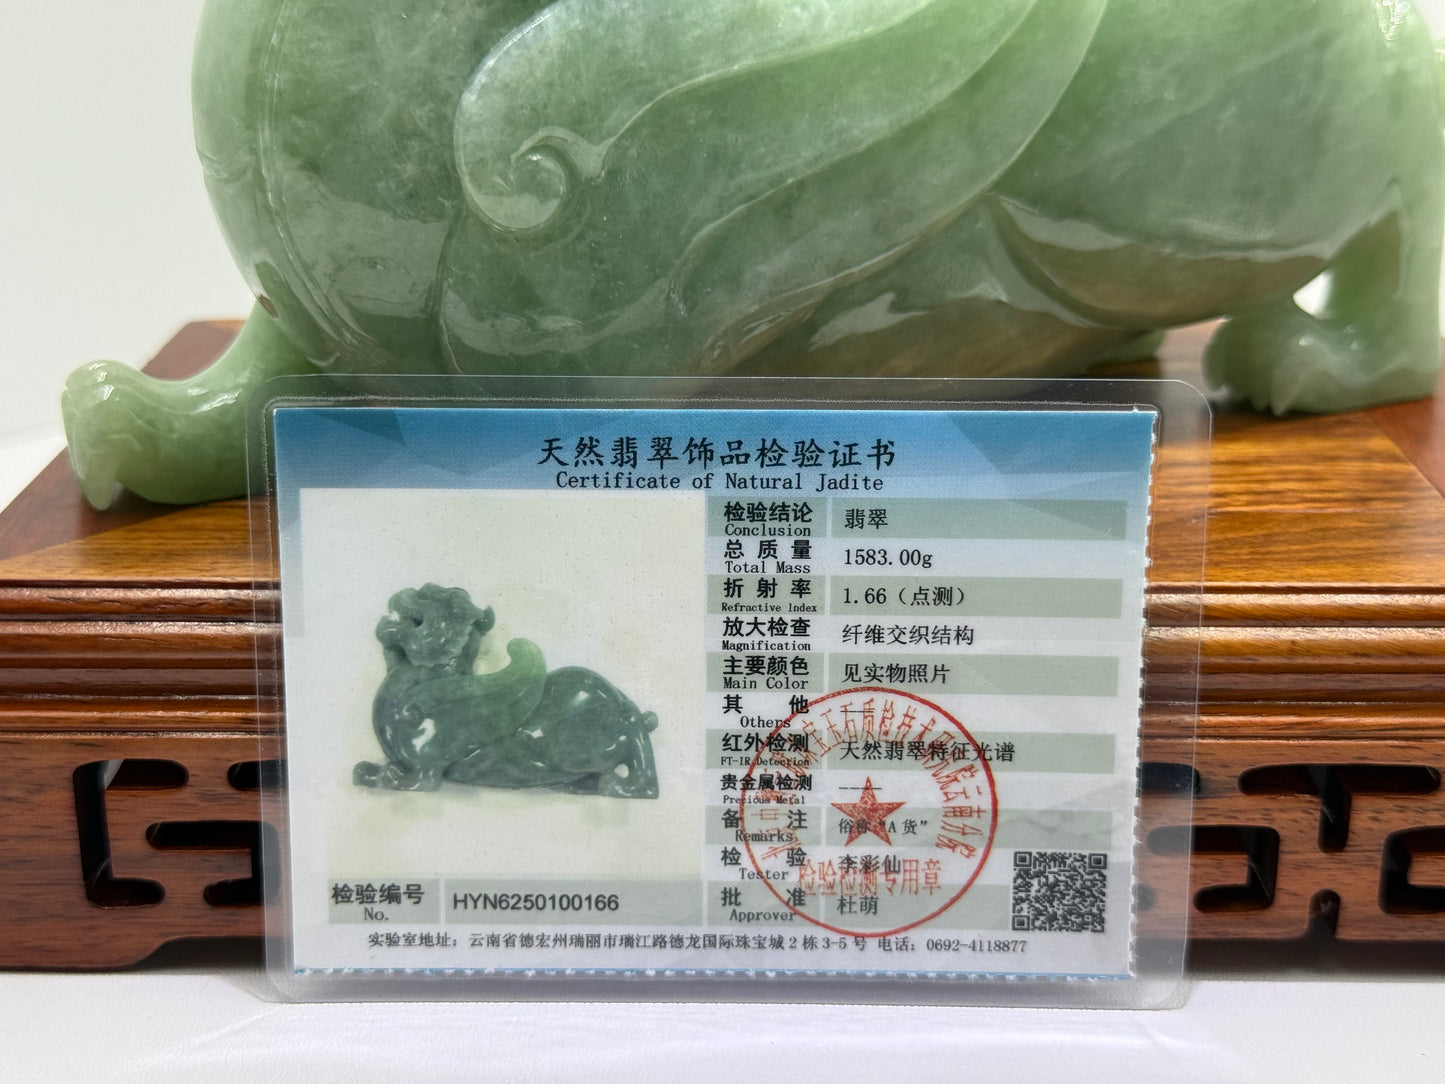 天然翡翠饰品检验证书
Certificate of Natural Jadite
检验结论 翡翠
Conclusion
总质量 1583.00g
Total Mass
折射率 1.66（点测）
Refractive Index
放大检查 纤维交织结构
Magnification
主要颜色 见实物照片
Main Color
其他 ———
Others
红外检测 天然翡翠特征光谱
FT-IR Detection
贵金属检测 ————
Precious Metal
备注 俗称“A货”
Remarks
检验 李彩仙
Tester
批准 杜萌
Approver
检验检测专用章
检验编号 HYN6250100166
No.
实验室地址：云南省德宏州瑞丽市瑞江路德龙国际珠宝城2栋3-5号 电话：0692-4118877